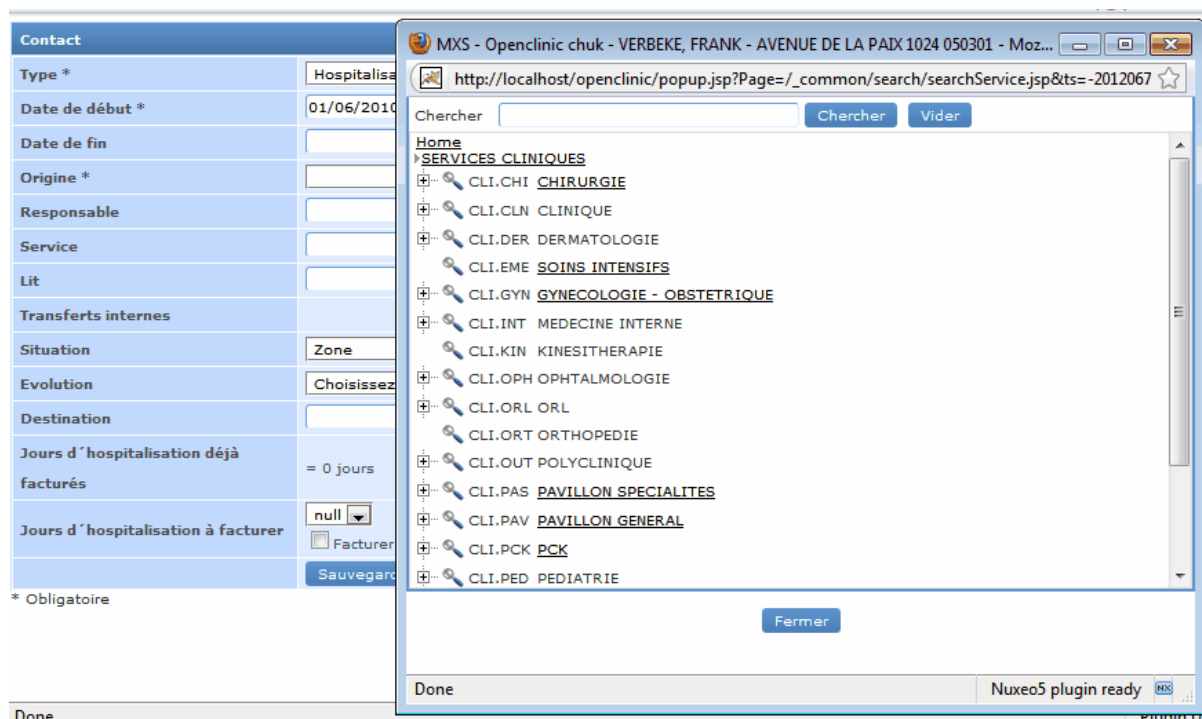 Contact
Type *
Hospitalisa
Date de début *
01/06/2010
Date de fin
Origine *
Responsable
Service
Lit
Transferts internes
Situation
Zone
Evolution
Choisissez
Destination
Jours d´hospitalisation déjà
facturés
= 0 jours
Jours d´hospitalisation à facturer
null
Facturer
Sauvegard
* Obligatoire
Done
MXS - Openclinic chuk - VERBEKE, FRANK - AVENUE DE LA PAIX 1024 050301 - Moz...
http://localhost/openclinic/popup.jsp?Page=/_common/search/searchService.jsp&ts=-2012067
Chercher
Chercher
Vider
Home
SERVICES CLINIQUES
CLI.CHI CHIRURGIE
CLI.CLN CLINIQUE
CLI.DER DERMATOLOGIE
CLI.EME SOINS INTENSIFS
CLI.GYN GYNECOLOGIE - OBSTETRIQUE
CLI.INT MEDECINE INTERNE
CLI.KIN KINESITHERAPIE
CLI.OPH OPHTALMOLOGIE
CLI.ORL ORL
CLI.ORT ORTHOPEDIE
CLI.OUT POLYCLINIQUE
CLI.PAS PAVILLON SPECIALITES
CLI.PAV PAVILLON GENERAL
CLI.PCK PCK
CLI.PED PEDIATRIE
Fermer
Done
Nuxeo5 plugin ready